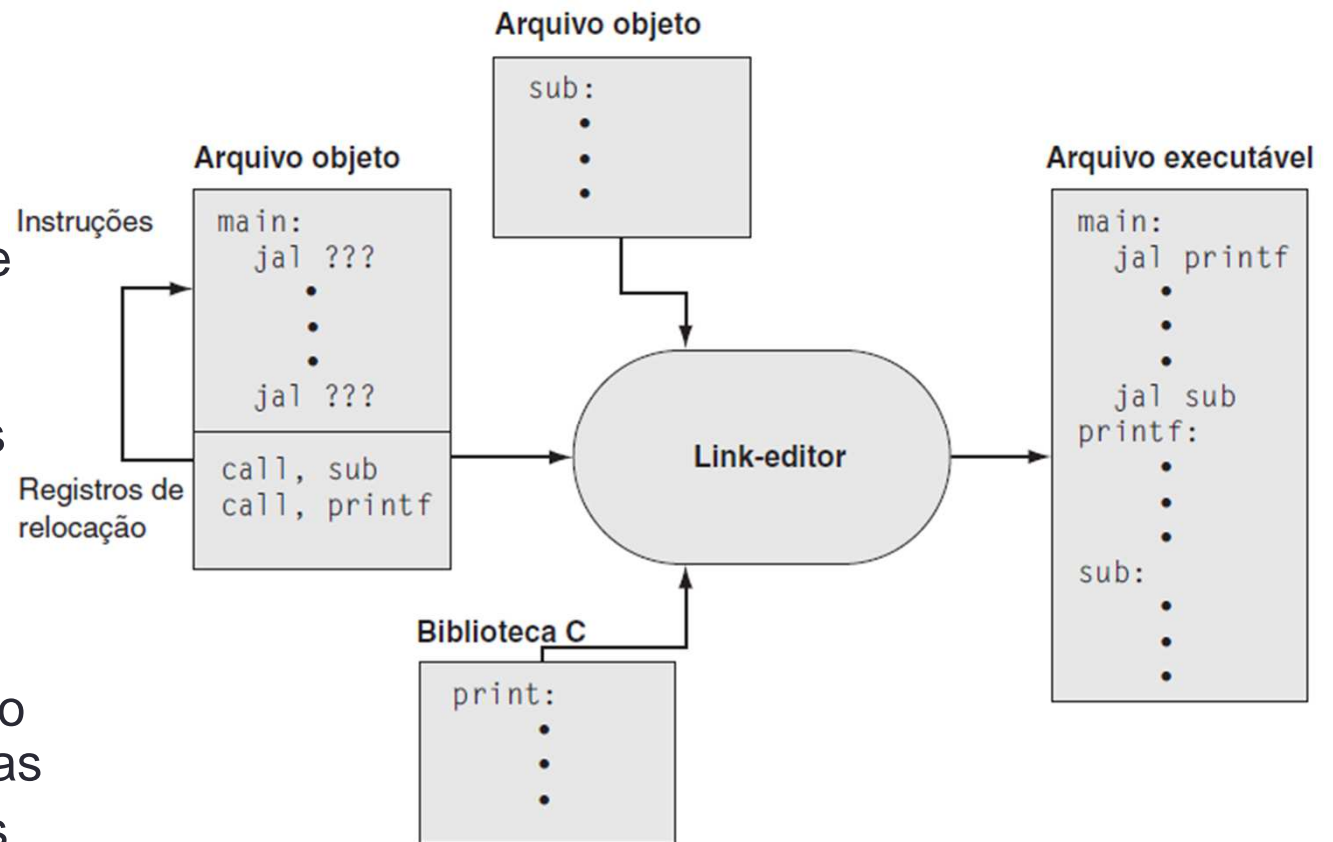 Arquivo objeto
sub:
Arquivo objeto
Instruções
main:
jal ???
jal ???
Registros de
relocação
call, sub
call, printf
Link-editor
Biblioteca C
print:
Arquivo executável
main:
jal printf
jal sub
printf:
sub:
e
s
o
as
s